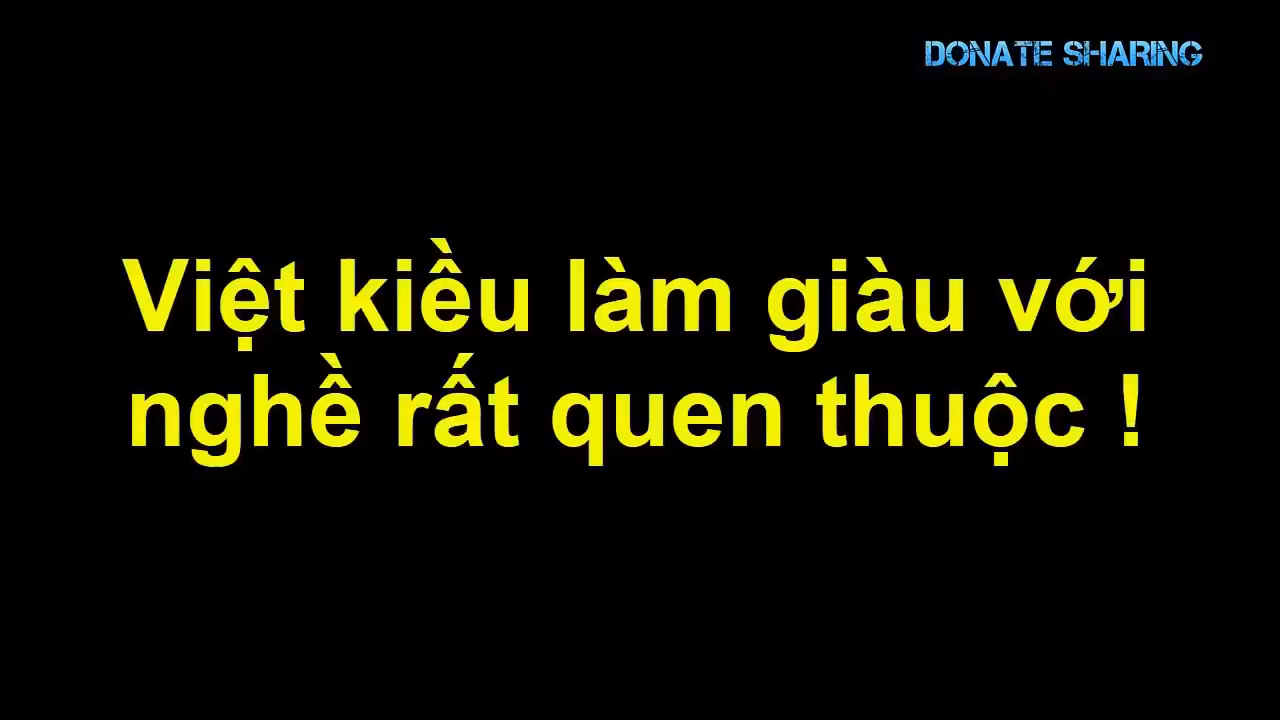 DONATE SHARING
Việt kiều làm giàu với
nghề rất quen thuộc !